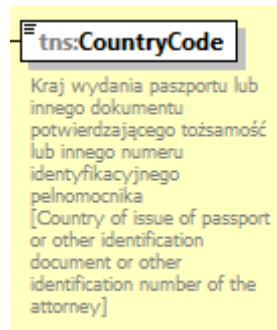 tns:CountryCode
Kraj wydania paszportu lub
innego dokumentu
potwierdzającego tożsamość
lub innego numeru
identyfikacyjnego
pełnomocnika
[Country of issue of passport
or other identification
document or other
identification number of the
attorney]